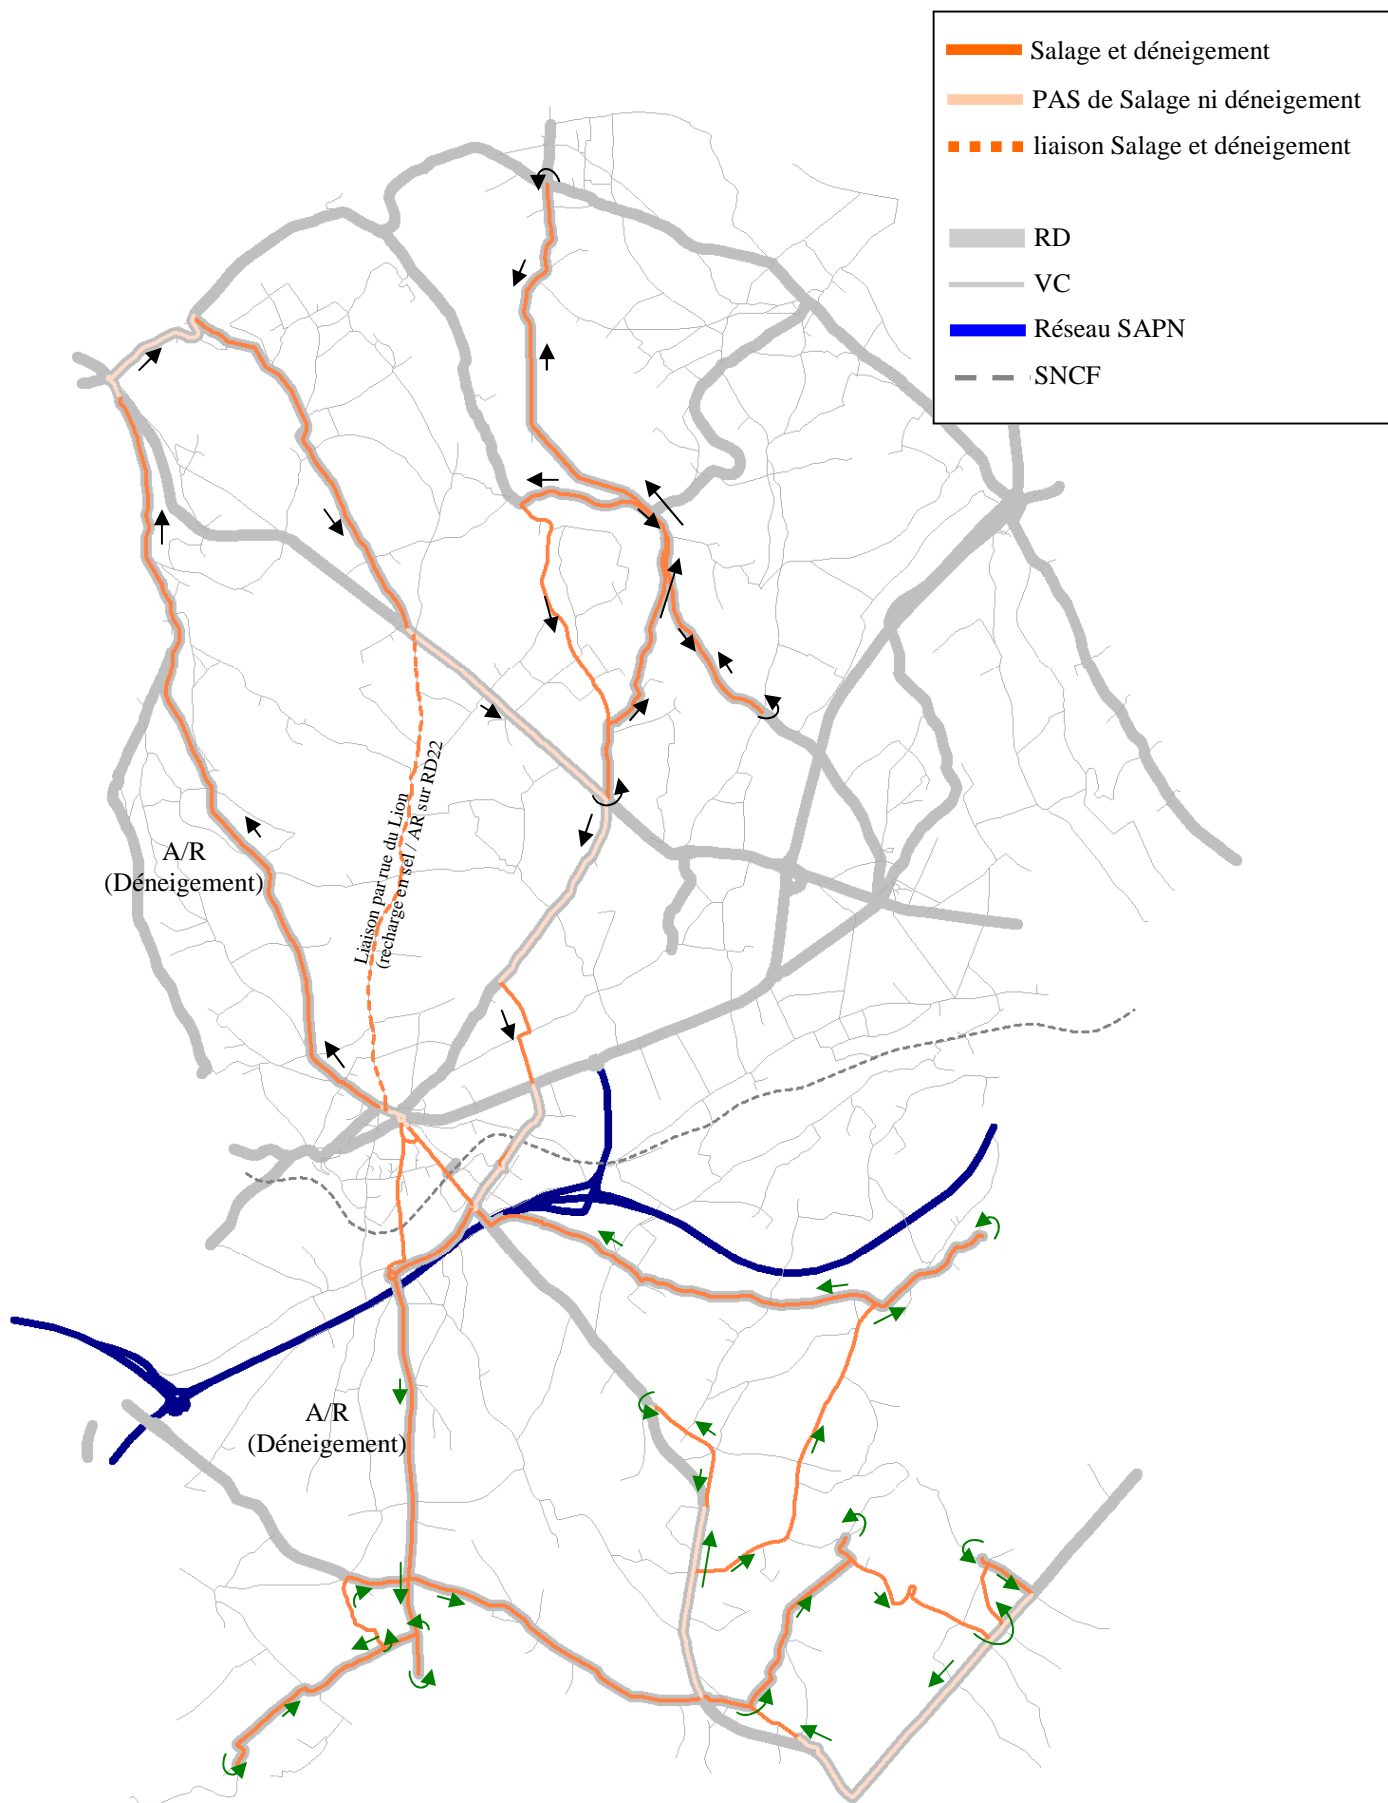 Salage et déneigement
PAS de Salage ni déneigement
liaison Salage et déneigement
RD
VC
Réseau SAPN
SNCF
Liaison par rue du Lion
(recharge en sel / AR sur RD22
A/R
(Déneigement)
A/R
(Déneigement)